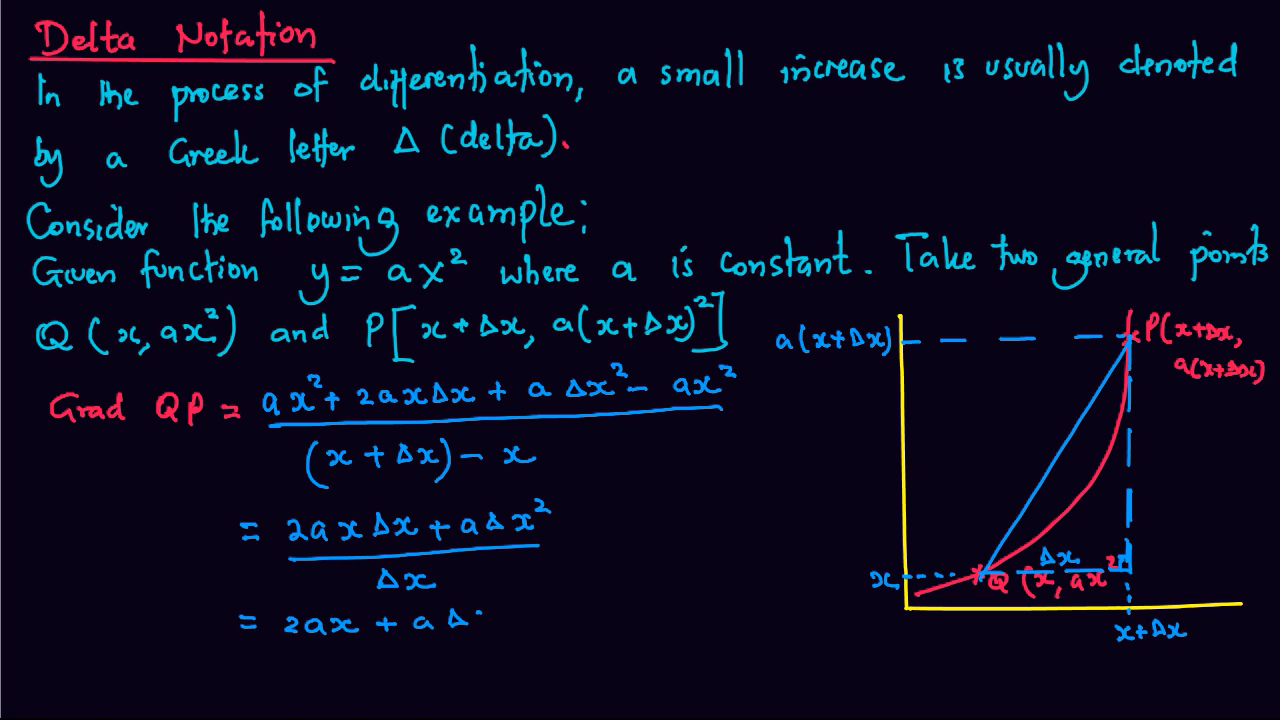 Delta Notation
In the process of differentiation, a small increase is usually denoted
by a Greek letter Δ (delta).
Consider the following example;
Given function y = ax² where a is constant. Take two general points
Q (x, ax²) and P[x + Δx, a(x+Δx)²]
Grad QP = ax² + 2axΔx + a Δx² - ax²
(x + Δx) - x
= 2axΔx + aΔx²
Δx
= 2ax + a Δ
a(x+Δx)
P(x+Δx,
a(x+Δx)
Δx
x
Q (x, ax²
x+Δx